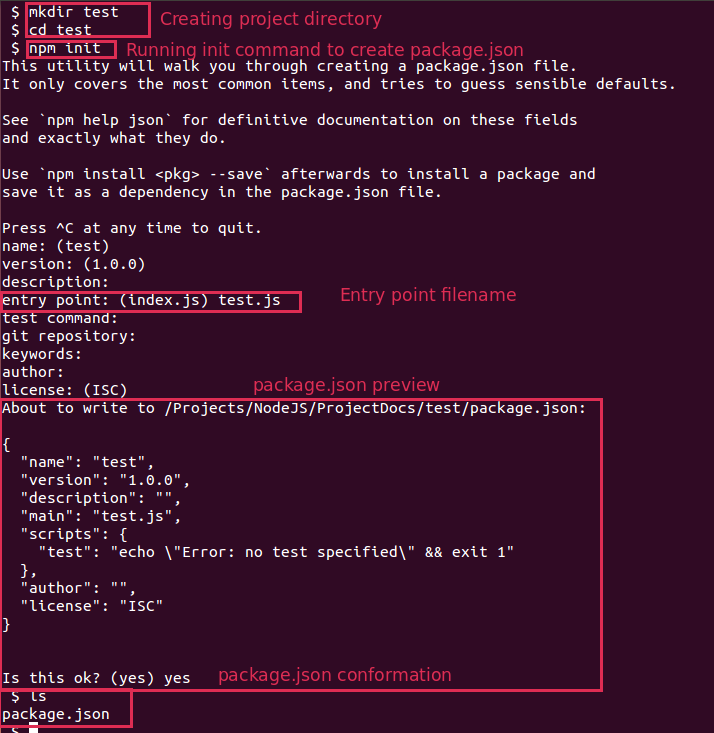 $ mkdir test
Creating project directory
$ cd test
$ npm init
Running init command to create package.json
This utility will walk you through creating a package.json file.
It only covers the most common items, and tries to guess sensible defaults.
See `npm help json` for definitive documentation on these fields
and exactly what they do.
Use `npm install <pkg> --save` afterwards to install a package and
save it as a dependency in the package.json file.
Press ^C at any time to quit.
name: (test)
version: (1.0.0)
description:
entry point: (index.js) test.js
Entry point filename
test command:
git repository:
keywords:
author:
license: (ISC)
package.json preview
About to write to /Projects/NodeJS/ProjectDocs/test/package.json:
{
  "name": "test",
  "version": "1.0.0",
  "description": "",
  "main": "test.js",
  "scripts": {
    "test": "echo \"Error: no test specified\" && exit 1"
  },
  "author": "",
  "license": "ISC"
}
Is this ok? (yes) yes
package.json conformation
$ ls
package.json
$